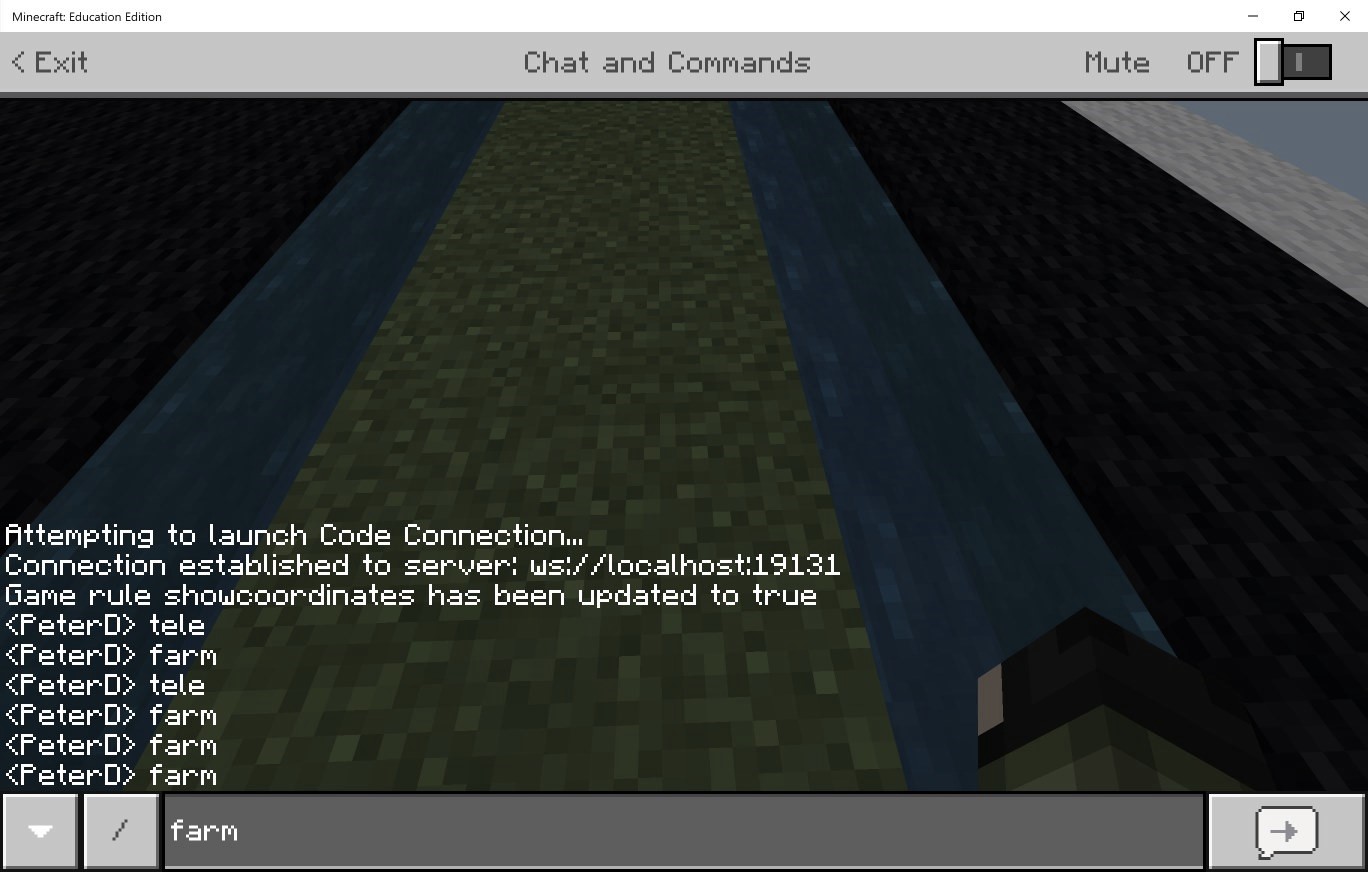 Minecraft: Education Edition
< Exit
Chat and Commands
Mute OFF
Attempting to launch Code Connection...
Connection established to server: ws://localhost:19131
Game rule showcoordinates has been updated to true
<PeterD> tele
<PeterD> farm
<PeterD> tele
<PeterD> farm
<PeterD> farm
<PeterD> farm
/
farm